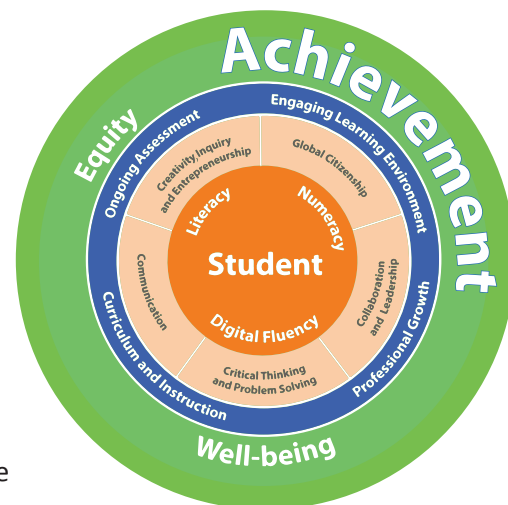 Achievement
Equity
Well-being
Ongoing Assessment
Engaging Learning Environment
Professional Growth
Curriculum and Instruction
Creativity, Inquiry
and Entrepreneurship
Global Citizenship
Collaboration
and Leadership
Critical Thinking
and Problem Solving
Communication
Literacy
Numeracy
Student
Digital Fluency
e